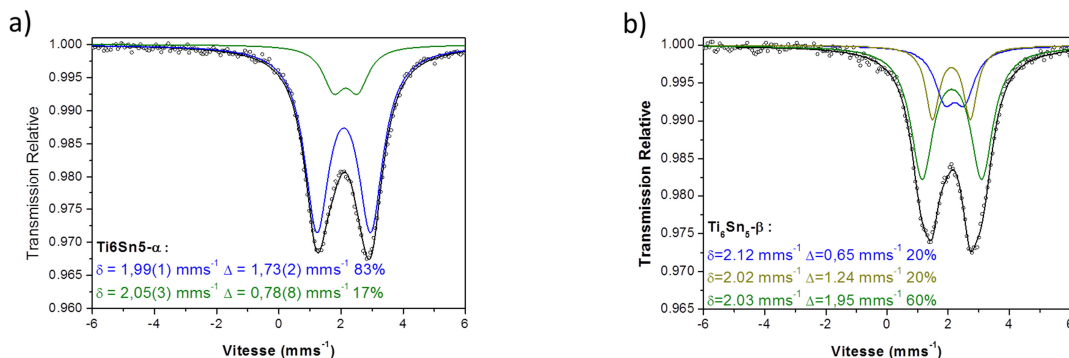 a)
1.000
0.995
0.990
0.985
0.980
0.975
0.970
0.965
0.960
Transmission Relative
Ti6Sn5-α :
δ = 1,99(1) mms⁻¹ Δ = 1,73(2) mms⁻¹ 83%
δ = 2,05(3) mms⁻¹ Δ = 0,78(8) mms⁻¹ 17%
-6 -4 -2 0 2 4 6
Vitesse (mms⁻¹)
b)
1.000
0.995
0.990
0.985
0.980
0.975
0.970
0.965
Transmission Relative
Ti₆Sn₅-β :
δ=2.12 mms⁻¹ Δ=0,65 mms⁻¹ 20%
δ=2.02 mms⁻¹ Δ=1.24 mms⁻¹ 20%
δ=2.03 mms⁻¹ Δ=1,95 mms⁻¹ 60%
-6 -4 -2 0 2 4 6
Vitesse (mms⁻¹)